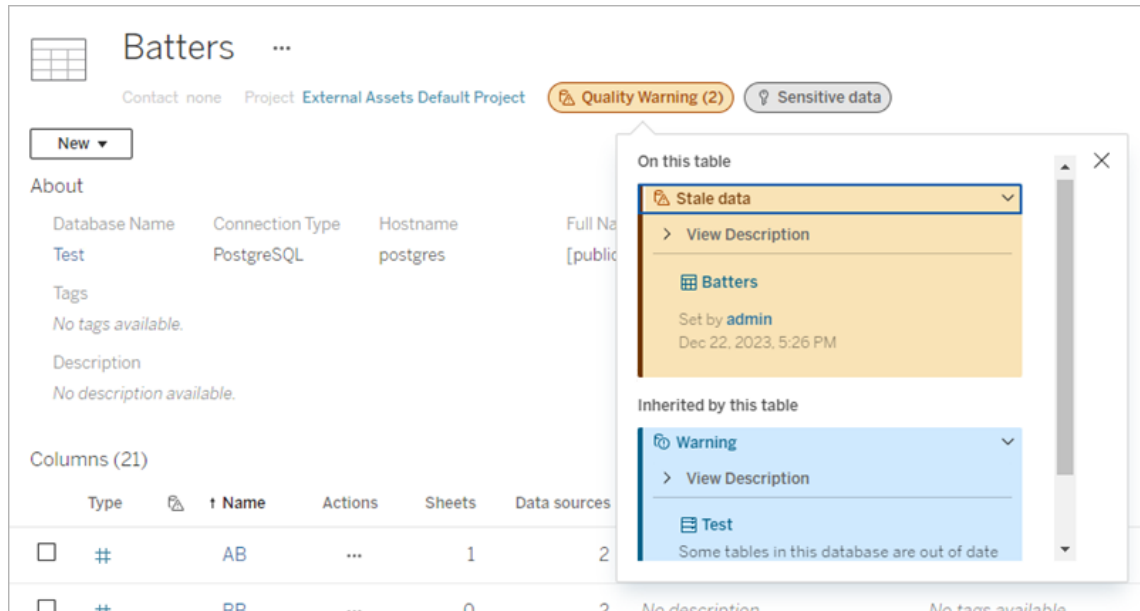 Batters ...
Contact none Project External Assets Default Project Quality Warning (2) Sensitive data
New
About
Database Name Connection Type Hostname Full Na
Test PostgreSQL postgres [public
Tags
No tags available.
Description
No description available.
Columns (21)
Type ↑ Name Actions Sheets Data sources
# AB ... 1 2
# BB ... 0 2 No description No tags available
On this table
Stale data
> View Description
Batters
Set by admin
Dec 22, 2023, 5:26 PM
Inherited by this table
Warning
> View Description
Test
Some tables in this database are out of date